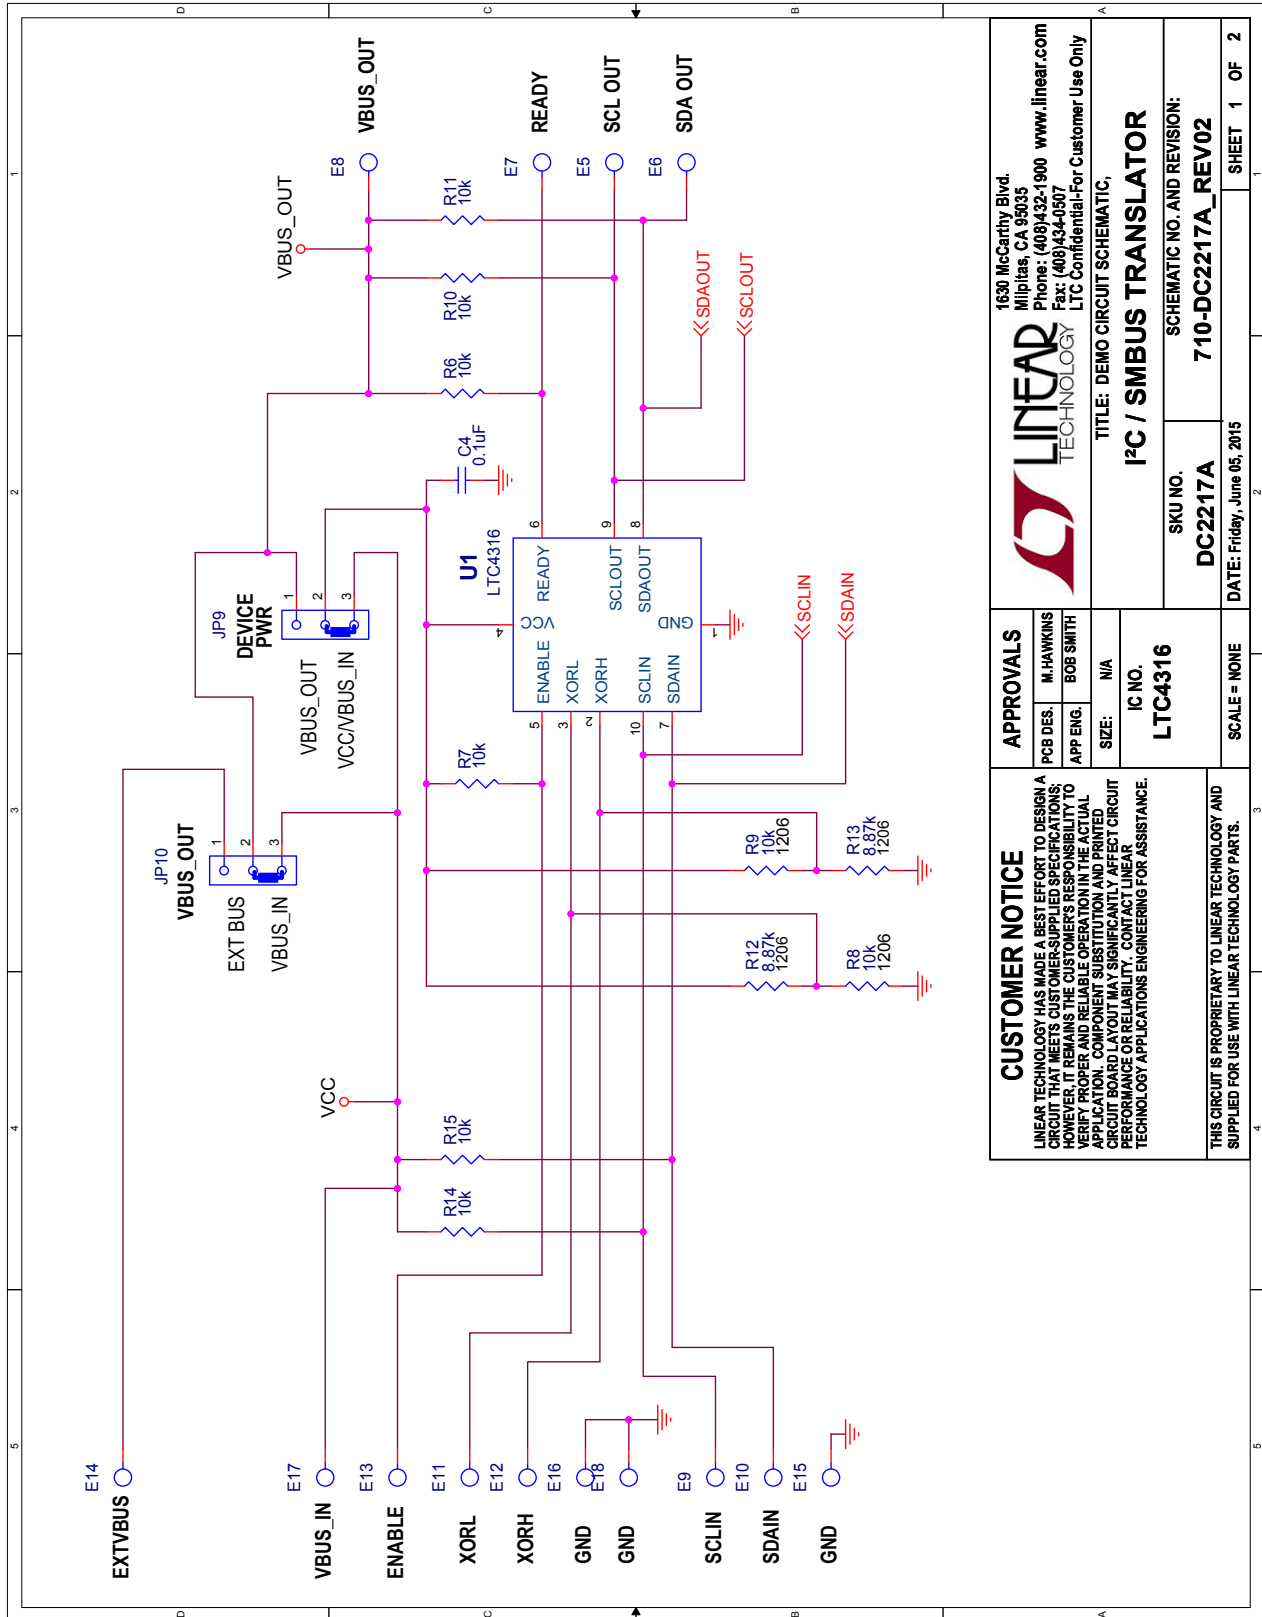 5
4
3
2
1
D
C
B
A
D
C
B
A
5
4
3
2
1
E14
EXTVBUS
E17
VBUS_IN
E13
ENABLE
E11
XORL
E12
XORH
E16
GND
E18
GND
E9
SCLIN
E10
SDAIN
E15
GND
VCC
R14
10k
R15
10k
JP10
VBUS_OUT
EXT BUS
VBUS_IN
1
2
3
JP9
DEVICE
PWR
VBUS_OUT
VCC/VBUS_IN
1
2
3
R12
8.87k
1206
R8
10k
1206
R9
10k
1206
R13
8.87k
1206
R7
10k
U1
LTC4316
5
ENABLE
3
XORL
2
XORH
10
SCLIN
7
SDAIN
4
VCC
1
GND
READY
6
SCLOUT
9
SDAOUT
8
SCLIN
SDAIN
C4
0.1uF
R6
10k
R10
10k
R11
10k
VBUS_OUT
SDAOUT
SCLOUT
E8
VBUS_OUT
E7
READY
E5
SCL OUT
E6
SDA OUT
CUSTOMER NOTICE
LINEAR TECHNOLOGY HAS MADE A BEST EFFORT TO DESIGN A
CIRCUIT THAT MEETS CUSTOMER-SUPPLIED SPECIFICATIONS;
HOWEVER, IT REMAINS THE CUSTOMER'S RESPONSIBILITY TO
VERIFY PROPER AND RELIABLE OPERATION IN THE ACTUAL
APPLICATION. COMPONENT SUBSTITUTION AND PRINTED
CIRCUIT BOARD LAYOUT MAY SIGNIFICANTLY AFFECT CIRCUIT
PERFORMANCE OR RELIABILITY. CONTACT LINEAR
TECHNOLOGY APPLICATIONS ENGINEERING FOR ASSISTANCE.
THIS CIRCUIT IS PROPRIETARY TO LINEAR TECHNOLOGY AND
SUPPLIED FOR USE WITH LINEAR TECHNOLOGY PARTS.
APPROVALS
PCB DES. M.HAWKINS
APP ENG. BOB SMITH
SIZE: N/A
IC NO.
LTC4316
SCALE = NONE
LINEAR
TECHNOLOGY
1630 McCarthy Blvd.
Milpitas, CA 95035
Phone: (408)432-1900 www.linear.com
Fax: (408)434-0507
LTC Confidential-For Customer Use Only
TITLE: DEMO CIRCUIT SCHEMATIC,
I²C / SMBUS TRANSLATOR
SKU NO.
DC2217A
SCHEMATIC NO. AND REVISION:
710-DC2217A_REV02
DATE: Friday, June 05, 2015
SHEET 1 OF 2